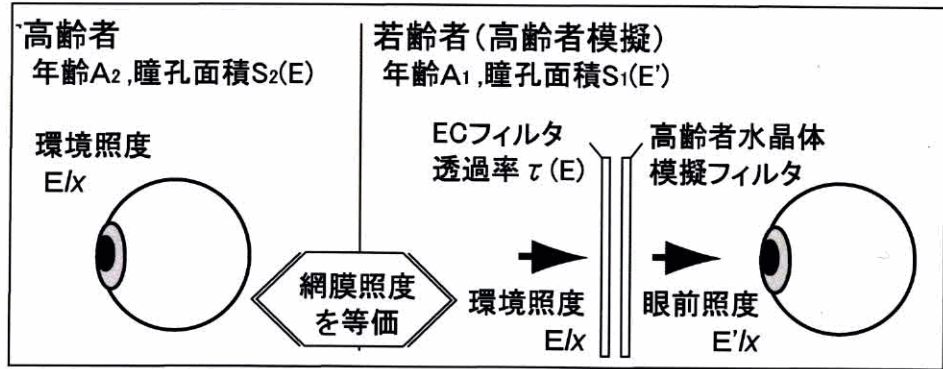 高齢者
年齢A2,瞳孔面積S2(E)
環境照度
E lx
若齢者(高齢者模擬)
年齢A1,瞳孔面積S1(E')
ECフィルタ
透過率τ(E)
高齢者水晶体
模擬フィルタ
網膜照度
を等価
環境照度
E lx
眼前照度
E' lx